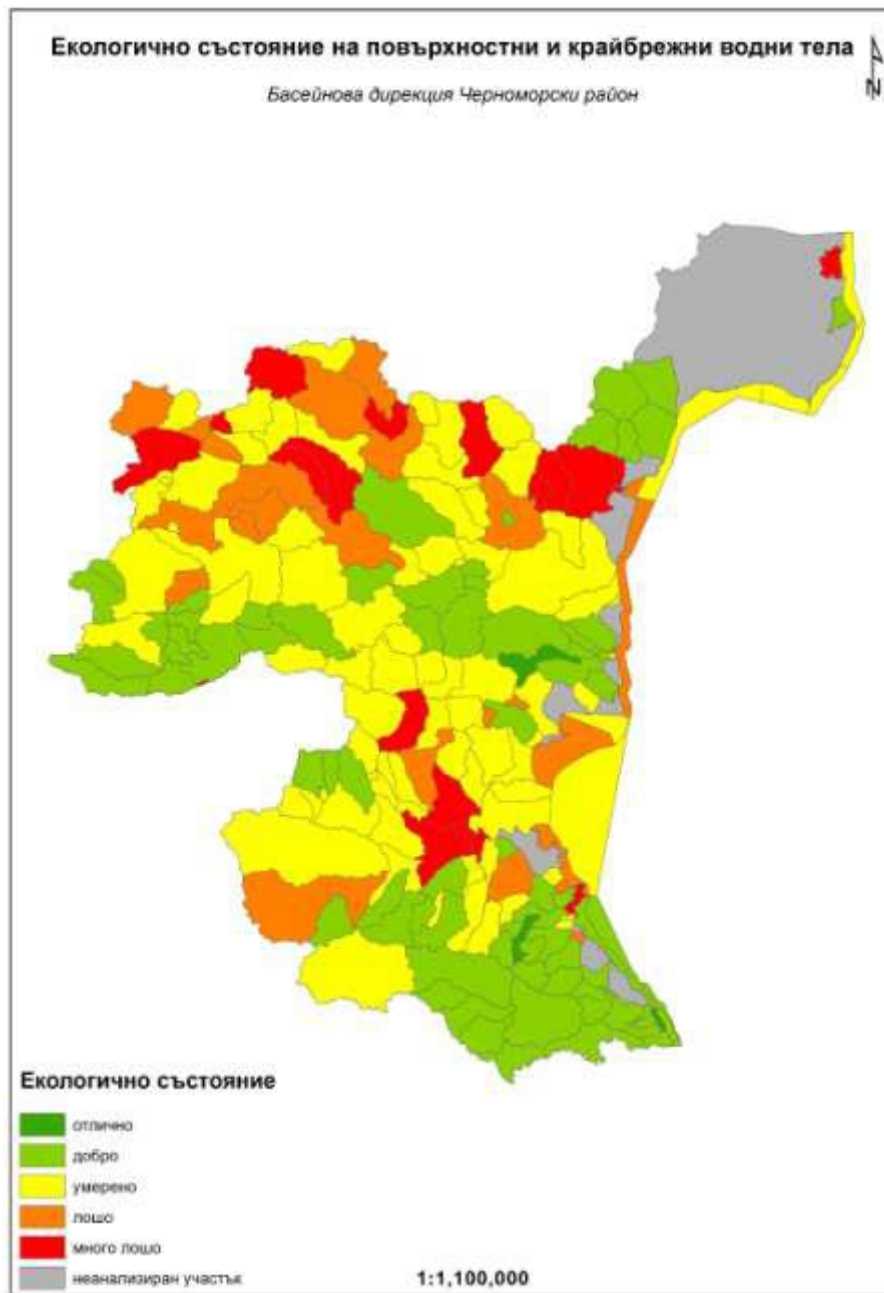 Екологично състояние на повърхностни и крайбрежни водни тела
Басейнова дирекция Черноморски район
N
Екологично състояние
отлично
добро
умерено
лошо
много лошо
неанализиран участък
1:1,100,000